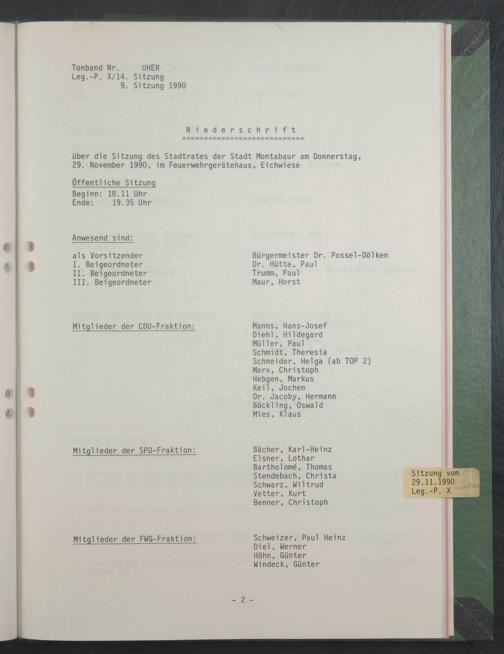 Tonband Nr. UHER
Leg.-P. X/14. Sitzung
9. Sitzung 1990
Niederschrift
===========================
über die Sitzung des Stadtrates der Stadt Montabaur am Donnerstag,
29. November 1990, im Feuerwehrgerätehaus, Eichwiese
Öffentliche Sitzung
Beginn: 18.11 Uhr
Ende: 19.35 Uhr
Anwesend sind:
als Vorsitzender Bürgermeister Dr. Possel-Dölken
I. Beigeordneter Dr. Hütte, Paul
II. Beigeordneter Trumm, Paul
III. Beigeordneter Maur, Horst
Mitglieder der CDU-Fraktion: Manns, Hans-Josef
Diehl, Hildegard
Müller, Paul
Schmidt, Theresia
Schneider, Helga (ab TOP 2)
Marx, Christoph
Hebgen, Markus
Keil, Jochen
Dr. Jacoby, Hermann
Böckling, Oswald
Mies, Klaus
Mitglieder der SPD-Fraktion: Bächer, Karl-Heinz
Elsner, Lothar
Bartholomé, Thomas
Stendebach, Christa
Schwarz, Wiltrud
Vetter, Kurt
Benner, Christoph
Sitzung vom
29.11.1990
Leg.-P. X
Mitglieder der FWG-Fraktion: Schweizer, Paul Heinz
Diel, Werner
Höhn, Günter
Windeck, Günter
- 2 -